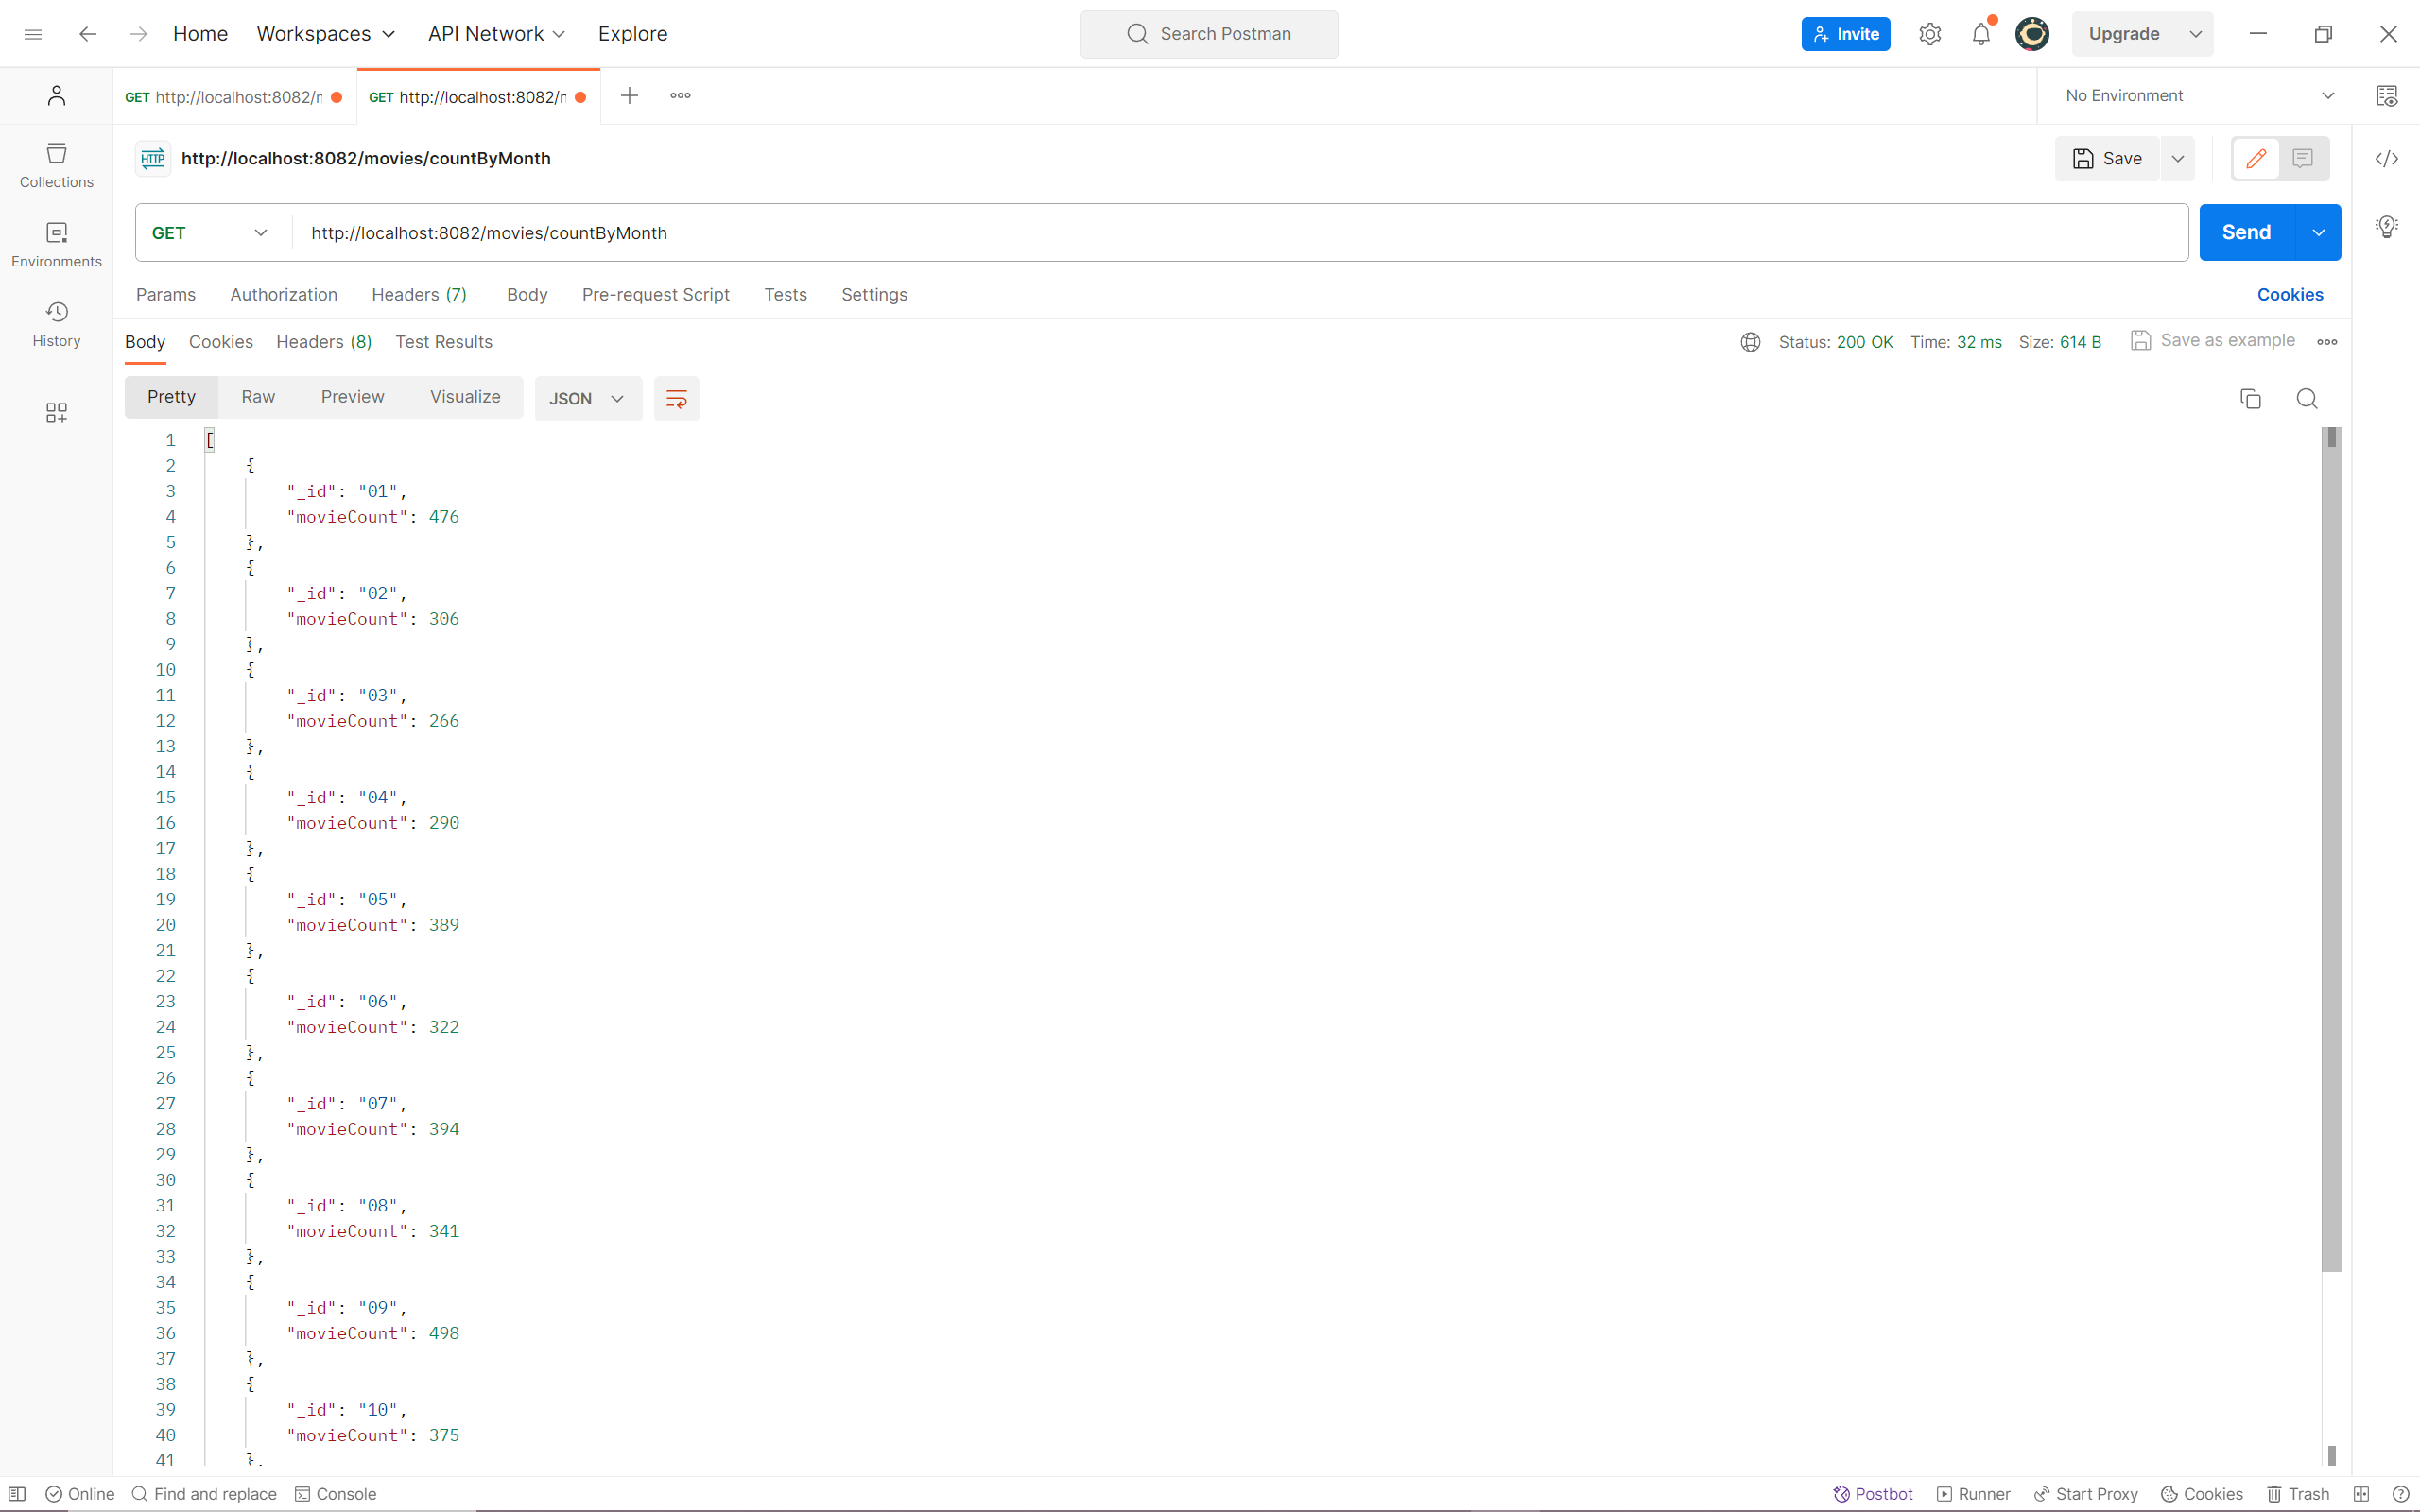 Home Workspaces API Network Explore Search Postman Invite Upgrade
GET http://localhost:8082/r GET http://localhost:8082/r No Environment
HTTP http://localhost:8082/movies/countByMonth Save
Collections
GET http://localhost:8082/movies/countByMonth Send
Environments
Params Authorization Headers (7) Body Pre-request Script Tests Settings Cookies
History
Body Cookies Headers (8) Test Results Status: 200 OK Time: 32 ms Size: 614 B Save as example
Pretty Raw Preview Visualize JSON
1 [
2 {
3 "_id": "01",
4 "movieCount": 476
5 },
6 {
7 "_id": "02",
8 "movieCount": 306
9 },
10 {
11 "_id": "03",
12 "movieCount": 266
13 },
14 {
15 "_id": "04",
16 "movieCount": 290
17 },
18 {
19 "_id": "05",
20 "movieCount": 389
21 },
22 {
23 "_id": "06",
24 "movieCount": 322
25 },
26 {
27 "_id": "07",
28 "movieCount": 394
29 },
30 {
31 "_id": "08",
32 "movieCount": 341
33 },
34 {
35 "_id": "09",
36 "movieCount": 498
37 },
38 {
39 "_id": "10",
40 "movieCount": 375
41 },
Online Find and replace Console Postbot Runner Start Proxy Cookies Trash